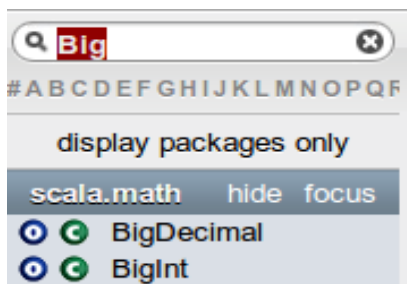 Big
#ABCDEFGHIJKLMNOPQR
display packages only
scala.math hide focus
O C BigDecimal
O C BigInt